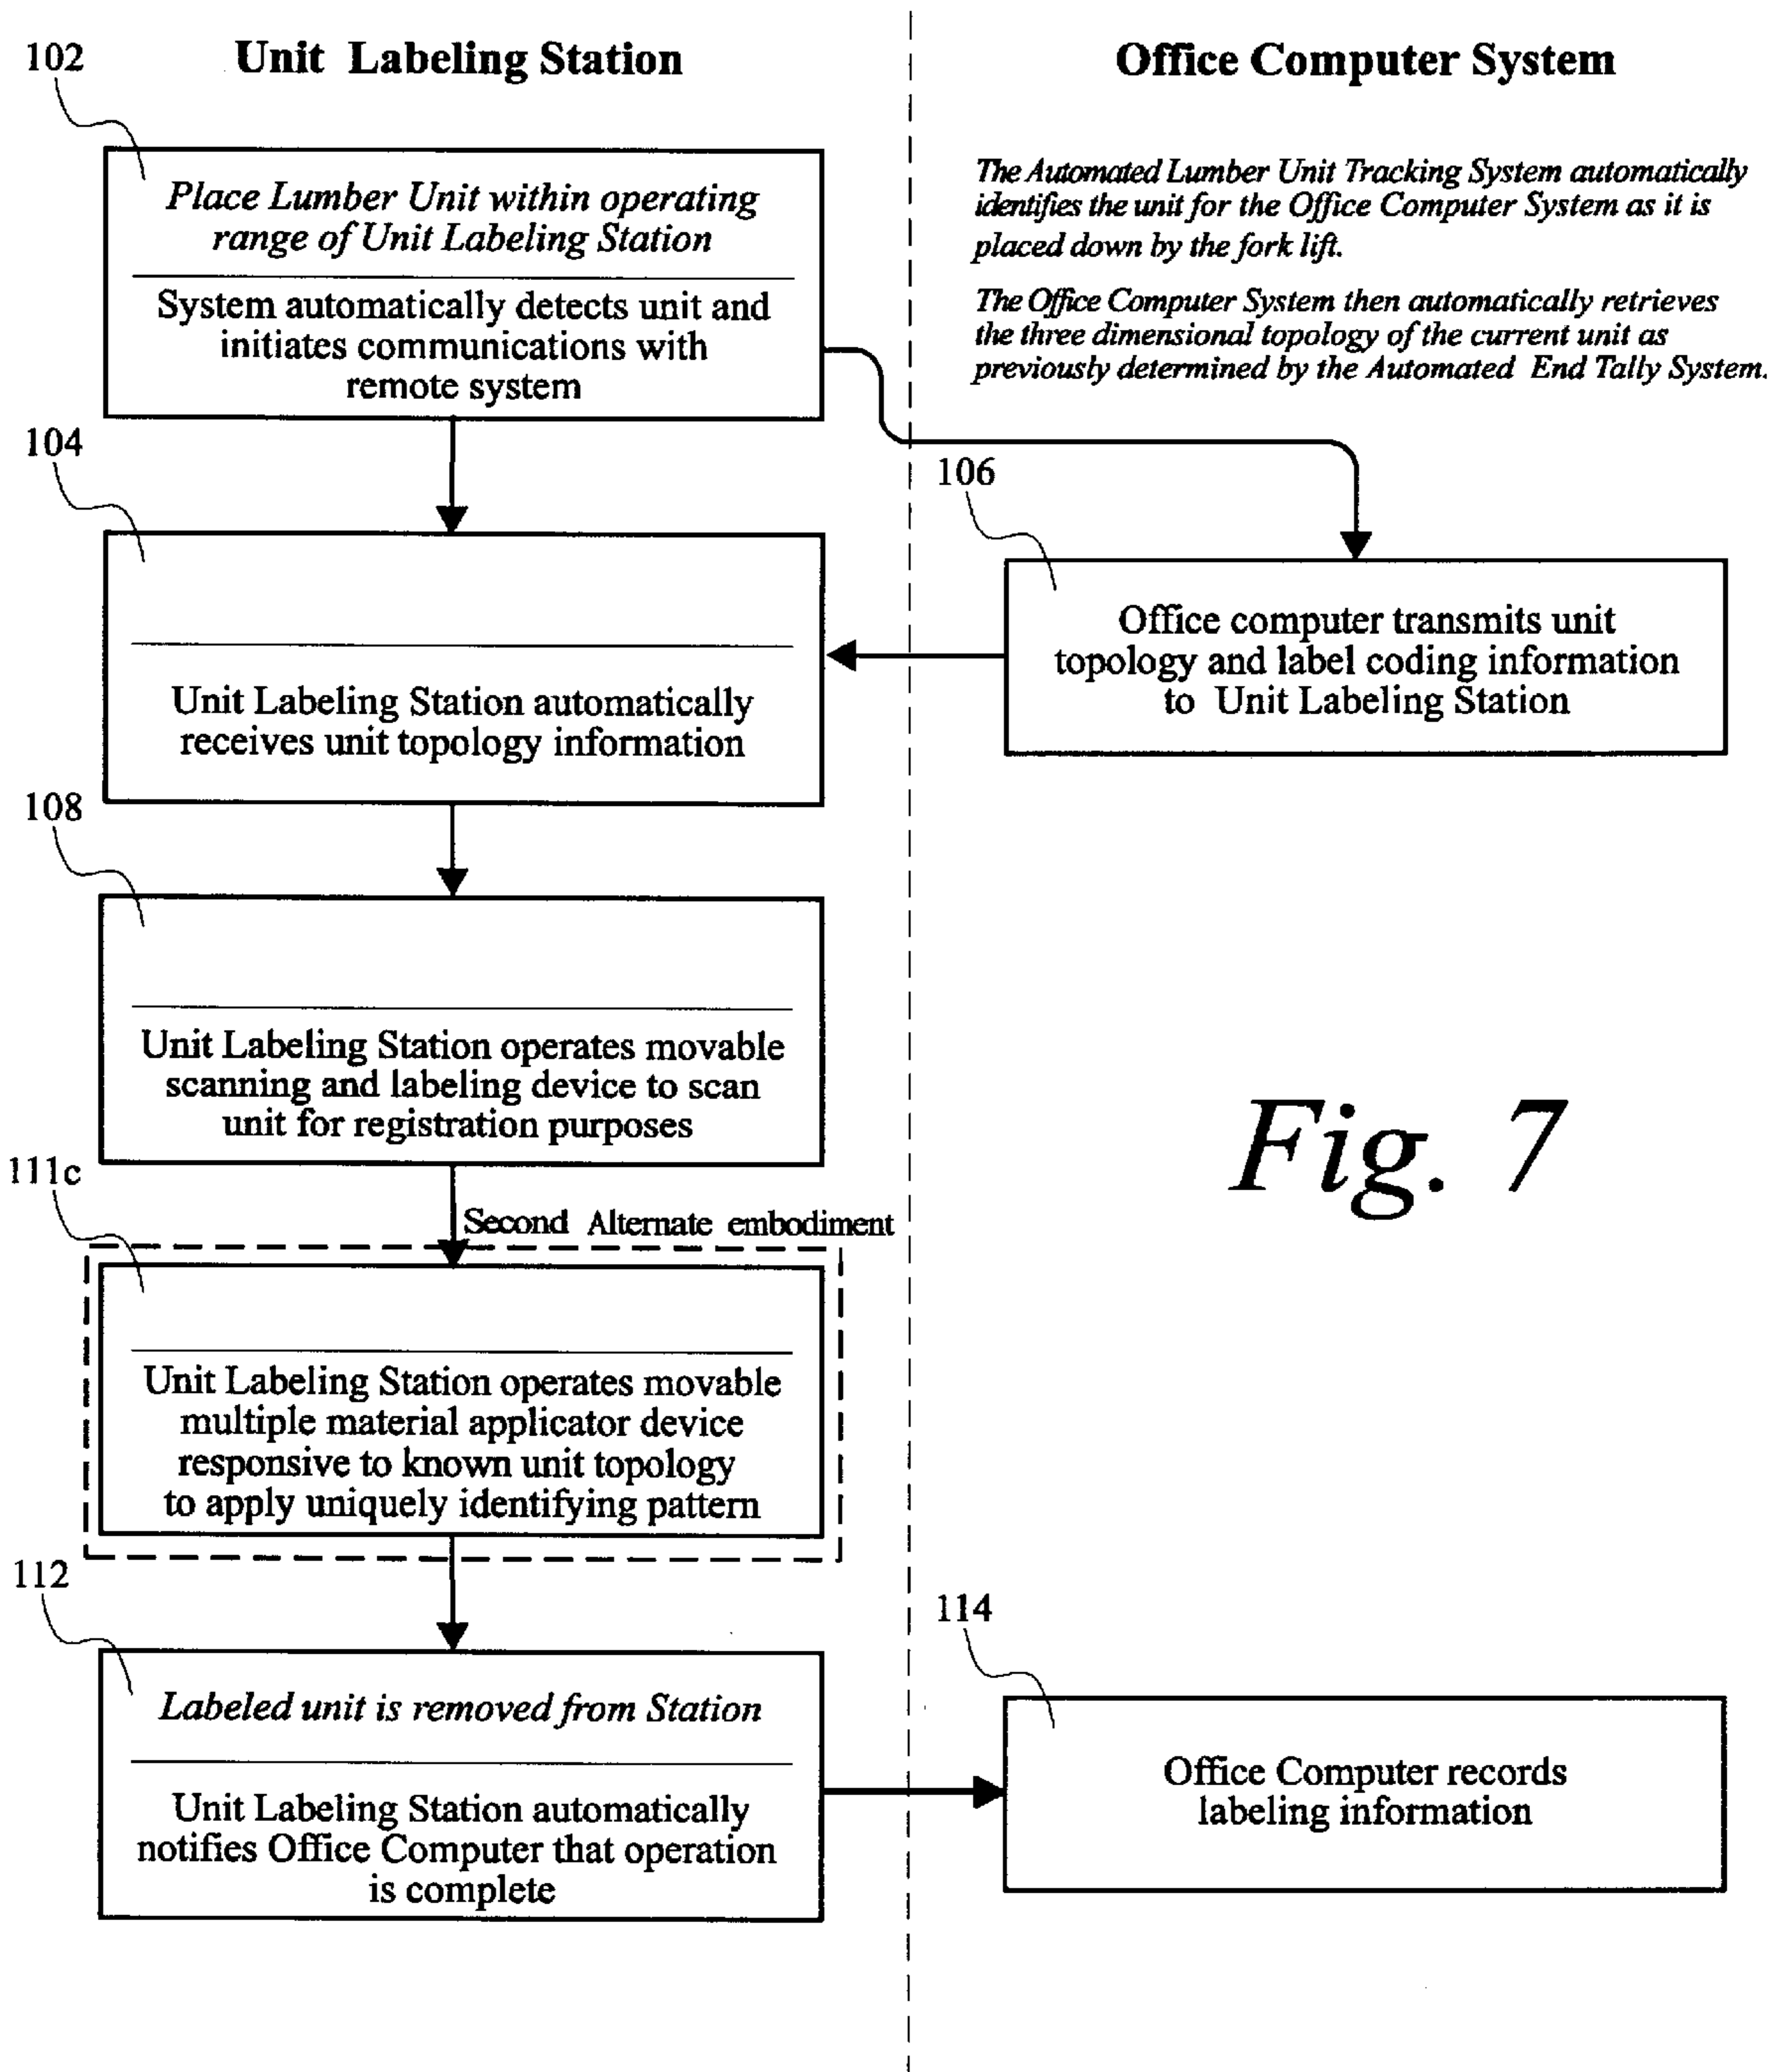 Unit Labeling Station
Office Computer System
102
Place Lumber Unit within operating
range of Unit Labeling Station
System automatically detects unit and
initiates communications with
remote system
The Automated Lumber Unit Tracking System automatically
identifies the unit for the Office Computer System as it is
placed down by the fork lift.
The Office Computer System then automatically retrieves
the three dimensional topology of the current unit as
previously determined by the Automated End Tally System.
104
Unit Labeling Station automatically
receives unit topology information
106
Office computer transmits unit
topology and label coding information
to Unit Labeling Station
108
Unit Labeling Station operates movable
scanning and labeling device to scan
unit for registration purposes
Fig. 7
111c
Second Alternate embodiment
Unit Labeling Station operates movable
multiple material applicator device
responsive to known unit topology
to apply uniquely identifying pattern
112
Labeled unit is removed from Station
Unit Labeling Station automatically
notifies Office Computer that operation
is complete
114
Office Computer records
labeling information